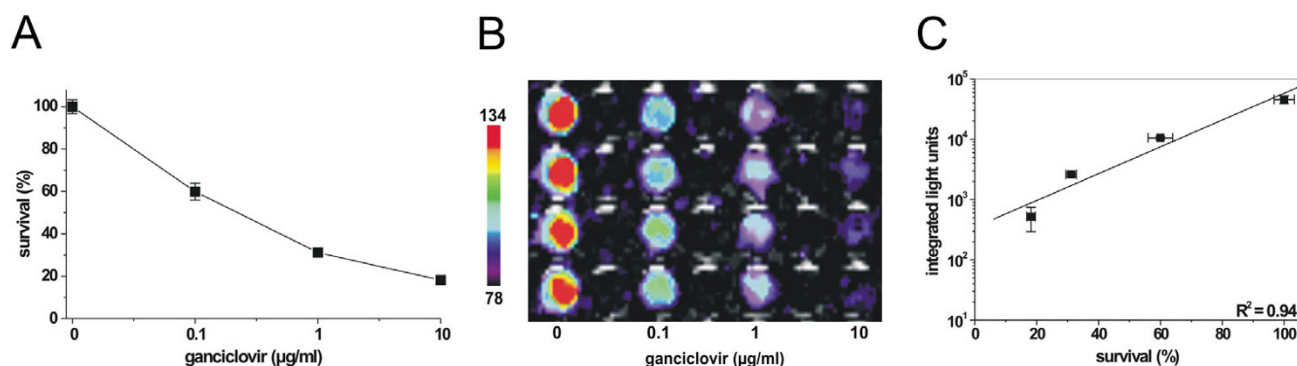 A
B
C
survival (%)
100
80
60
40
20
0
0
0.1
1
10
ganciclovir (µg/ml)
134
78
0
0.1
1
10
ganciclovir (µg/ml)
integrated light units
10⁵
10⁴
10³
10²
10¹
R² = 0.94
20
40
60
80
100
survival (%)